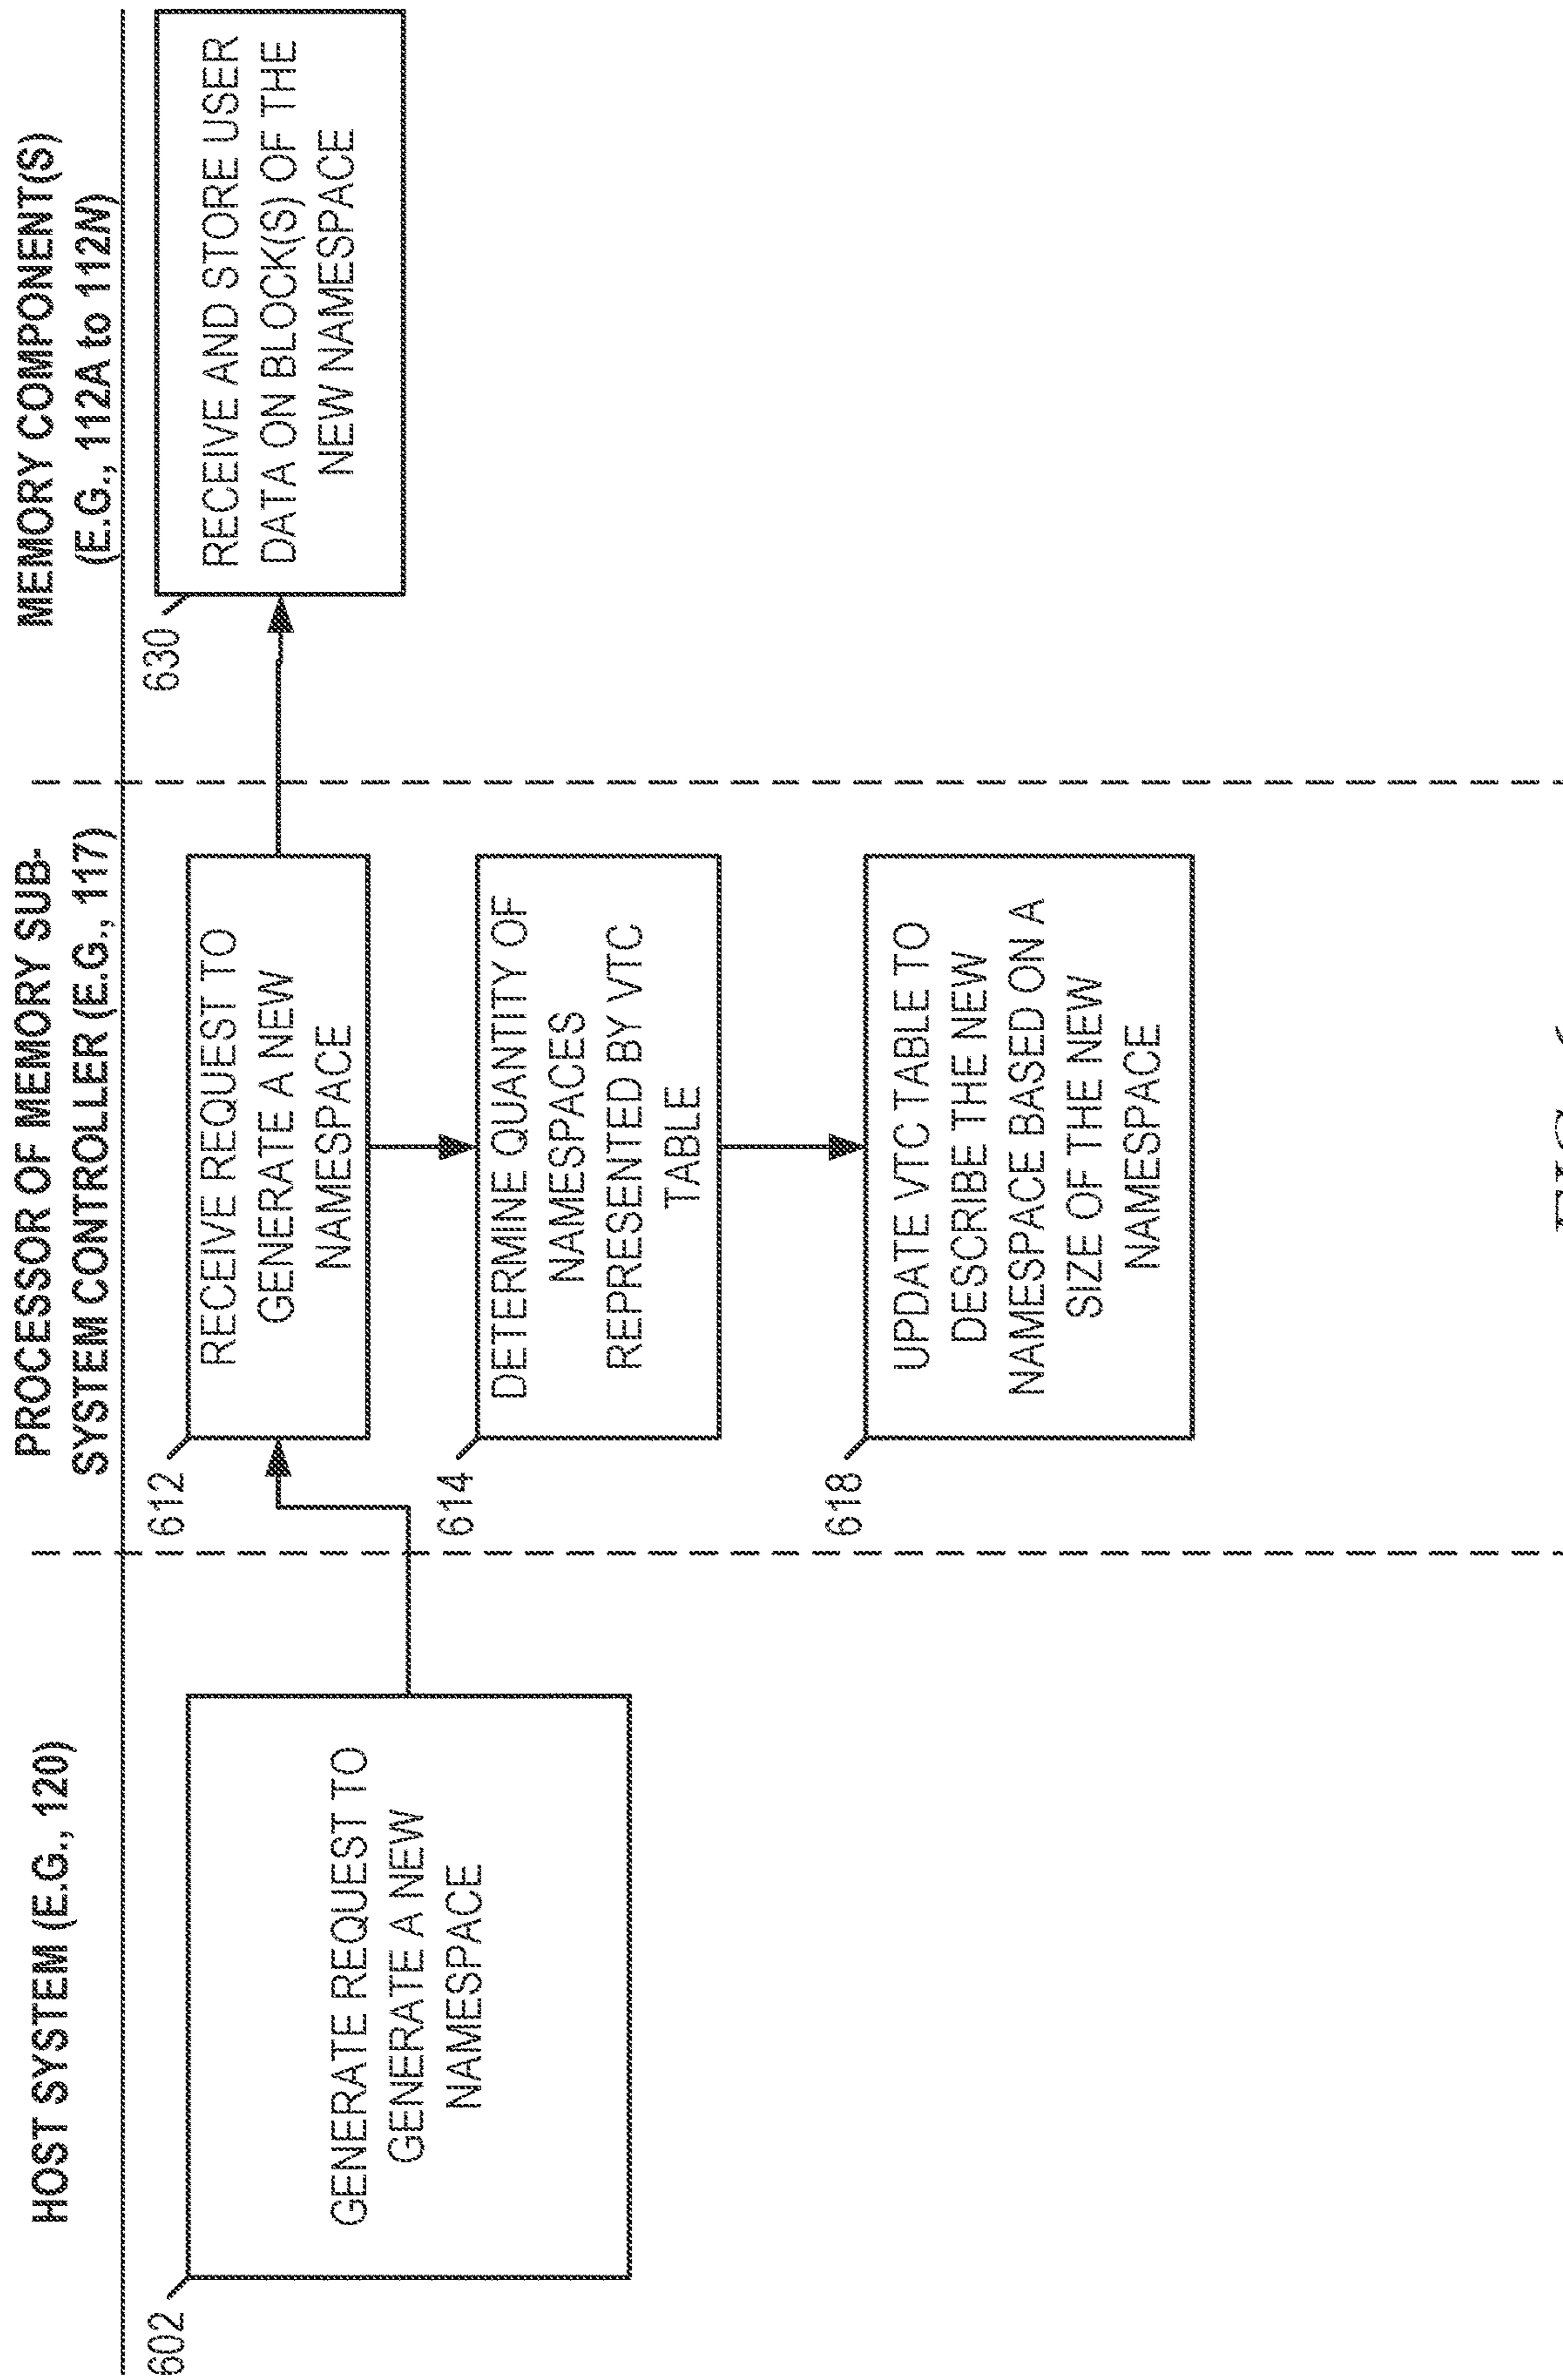 HOST SYSTEM (E.G., 120)
PROCESSOR OF MEMORY SUB-
SYSTEM CONTROLLER (E.G., 117)
MEMORY COMPONENT(S)
(E.G., 112A to 112N)
602
GENERATE REQUEST TO
GENERATE A NEW
NAMESPACE
612
RECEIVE REQUEST TO
GENERATE A NEW
NAMESPACE
614
DETERMINE QUANTITY OF
NAMESPACES
REPRESENTED BY VTC
TABLE
618
UPDATE VTC TABLE TO
DESCRIBE THE NEW
NAMESPACE BASED ON A
SIZE OF THE NEW
NAMESPACE
630
RECEIVE AND STORE USER
DATA ON BLOCK(S) OF THE
NEW NAMESPACE